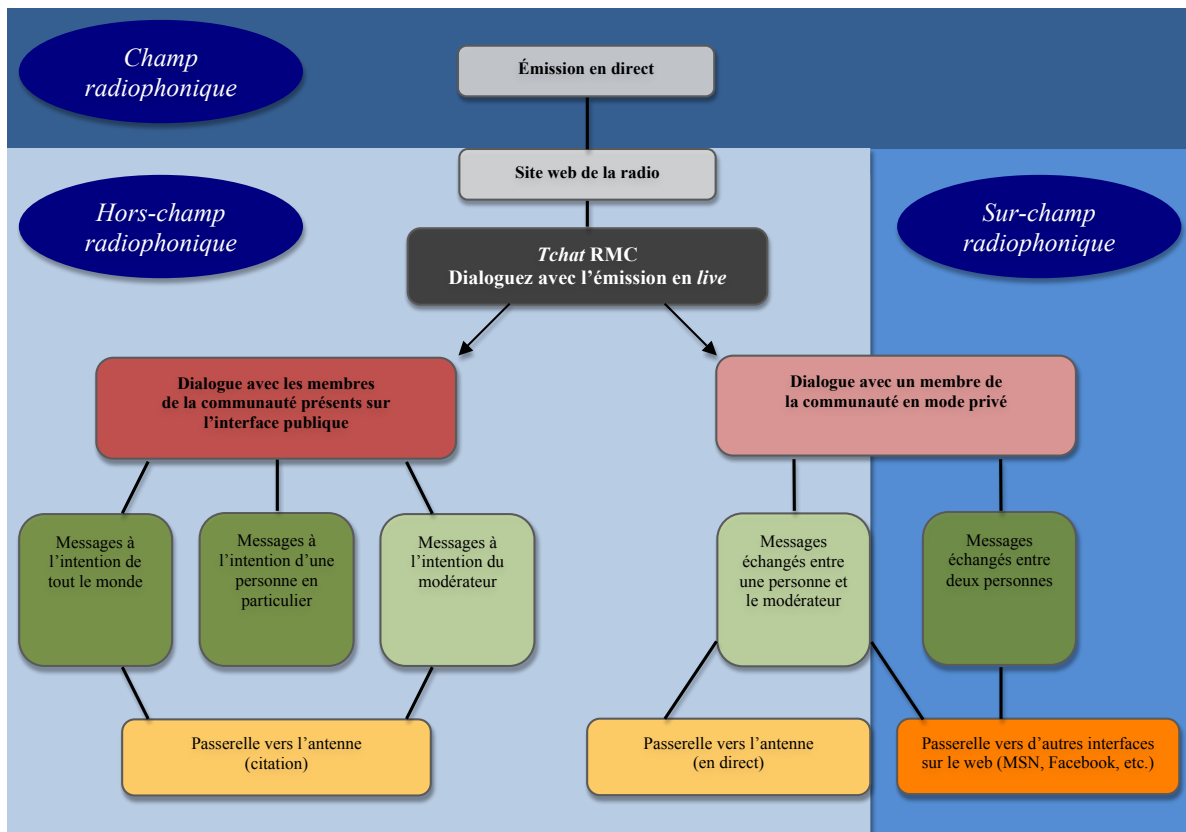 Champ
radiophonique
Émission en direct
Site web de la radio
Hors-champ
radiophonique
Sur-champ
radiophonique
Tchat RMC
Dialoguez avec l’émission en live
Dialogue avec les membres
de la communauté présents sur
l’interface publique
Dialogue avec un membre de
la communauté en mode privé
Messages à
l’intention de
tout le monde
Messages à
l’intention d’une
personne en
particulier
Messages à
l’intention du
modérateur
Messages
échangés entre
une personne et
le modérateur
Messages
échangés entre
deux personnes
Passerelle vers l’antenne
(citation)
Passerelle vers l’antenne
(en direct)
Passerelle vers d’autres interfaces
sur le web (MSN, Facebook, etc.)